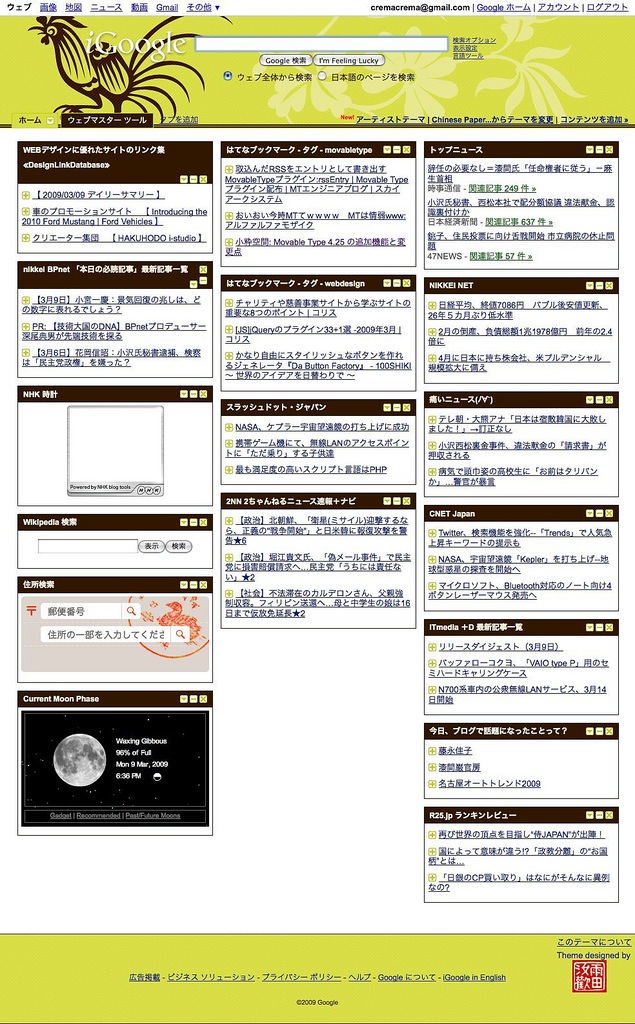 ウェブ 画像 地図 ニュース 動画 Gmail その他 ▼
cremacrema@gmail.com | Google ホーム | アカウント | ログアウト
iGoogle
検索オプション
表示設定
言語ツール
Google 検索 I'm Feeling Lucky
ウェブ全体から検索 日本語のページを検索
ホーム ウェブマスター ツール タブを追加
New! アーティストテーマ | Chinese Paper...からテーマを変更 | コンテンツを追加 »
WEBデザインに優れたサイトのリンク集
≪DesignLinkDatabase≫
【 2009/03/09 デイリーサマリー 】
車のプロモーションサイト 【 Introducing the
2010 Ford Mustang | Ford Vehicles 】
クリエーター集団 【 HAKUHODO i-studio 】
nikkei BPnet 「本日の必読記事」最新記事一覧
【3月9日】小宮一慶：景気回復の兆しは、ど
の数字に表れるでしょう？
PR: 【技術大国のDNA】BPnetプロデューサー
深尾典男が先端技術を探る
【3月6日】花岡信昭：小沢氏秘書逮捕、検察
は「民主党政権」を嫌った？
NHK 時計
Powered by NHK blog tools NHK
Wikipedia 検索
表示 検索
住所検索
〒 郵便番号
住所の一部を入力してくださ
Current Moon Phase
Waxing Gibbous
96% of Full
Mon 9 Mar, 2009
6:36 PM
Gadget | Recommended | Past/Future Moons
はてなブックマーク - タグ - movabletype
取込んだRSSをエントリとして書き出す
MovableTypeプラグイン:rssEntry | Movable Type
プラグイン配布 | MTエンジニアブログ | スカイ
アークシステム
おいおい今時MTてｗｗｗｗ MTは情弱www:
アルファルファモザイク
小粋空間: Movable Type 4.25 の追加機能と変
更点
はてなブックマーク - タグ - webdesign
チャリティや慈善事業サイトから学ぶサイトの
重要な8つのポイント | コリス
[JS]jQueryのプラグイン33+1選 -2009年3月 |
コリス
かなり自由にスタイリッシュなボタンを作れ
るジェネレータ『Da Button Factory』 - 100SHIKI
～ 世界のアイデアを日替わりで ～
スラッシュドット・ジャパン
NASA、ケプラー宇宙望遠鏡の打ち上げに成功
携帯ゲーム機にて、無線LANのアクセスポイン
トに「ただ乗り」する子供達
最も満足度の高いスクリプト言語はPHP
2NN 2ちゃんねるニュース速報＋ナビ
【政治】北朝鮮、「衛星(ミサイル)迎撃するな
ら、正義の"戦争開始"」と日米韓に報復攻撃を警
告★6
【政治】堀江貴文氏、「偽メール事件」で民主
党に損害賠償請求へ…民主党「うちには責任な
い」★2
【社会】不法滞在のカルデロンさん、父親強
制収容。フィリピン送還へ…母と中学生の娘は16
日まで仮放免延長★2
トップニュース
辞任の必要なし＝漆間氏「任命権者に従う」－麻
生首相
時事通信 - 関連記事 249 件 »
小沢氏秘書、西松本社で配分額協議 違法献金、認
識裏付けか
日本経済新聞 - 関連記事 637 件 »
銚子、住民投票に向け舌戦開始 市立病院の休止問
題
47NEWS - 関連記事 57 件 »
NIKKEI NET
日経平均、終値7086円 バブル後安値更新、
26年５カ月ぶり低水準
2月の倒産、負債総額1兆1978億円 前年の2.4
倍に
4月に日本に持ち株会社、米プルデンシャル
規模拡大に備え
痛いニュース(ﾉ∀`)
テレ朝・大熊アナ「日本は宿敵韓国に大敗し
ました！」→訂正なし
小沢西松裏金事件、違法献金の「請求書」が
押収される
病気で頭巾姿の高校生に「お前はタリバン
か」…警官が暴言
CNET Japan
Twitter、検索機能を強化--「Trends」で人気急
上昇キーワードの提示も
NASA、宇宙望遠鏡「Kepler」を打ち上げ--地
球型惑星の探査を開始へ
マイクロソフト、Bluetooth対応のノート向け4
ボタンレーザーマウス発売へ
ITmedia ＋D 最新記事一覧
リリースダイジェスト（3月9日）
バッファローコクヨ、「VAIO type P」用のセ
ミハードキャリングケース
N700系車内の公衆無線LANサービス、3月14
日開始
今日、ブログで話題になったことって？
藤永佳子
漆間巌官房
名古屋オートトレンド2009
R25.jp ランキンレビュー
再び世界の頂点を目指し"侍JAPAN"が出陣！
国によって意味が違う!?「政教分離」の"お国
柄"とは…
「日銀のCP買い取り」はなにがそんなに異例
なの？
このテーマについて
Theme designed by
広告掲載 - ビジネス ソリューション - プライバシー ポリシー - ヘルプ - Google について - iGoogle in English
©2009 Google